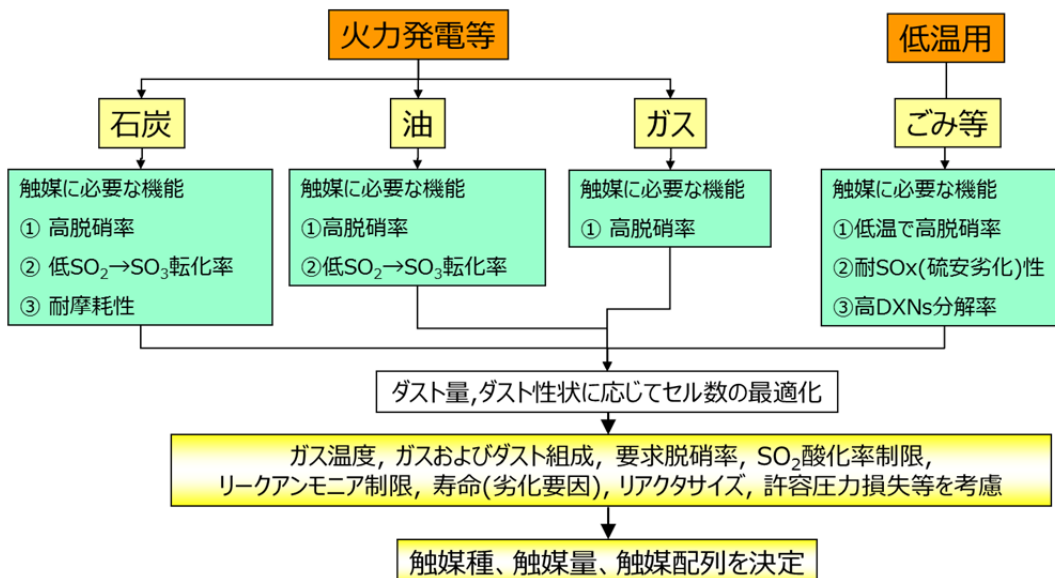 火力発電等
低温用
石炭
油
ガス
ごみ等
触媒に必要な機能
① 高脱硝率
② 低SO₂→SO₃転化率
③ 耐摩耗性
触媒に必要な機能
①高脱硝率
②低SO₂→SO₃転化率
触媒に必要な機能
① 高脱硝率
触媒に必要な機能
①低温で高脱硝率
②耐SOx(硫安劣化)性
③高DXNs分解率
ダスト量,ダスト性状に応じてセル数の最適化
ガス温度, ガスおよびダスト組成, 要求脱硝率, SO₂酸化率制限,
リークアンモニア制限, 寿命(劣化要因), リアクタサイズ, 許容圧力損失等を考慮
触媒種、触媒量、触媒配列を決定